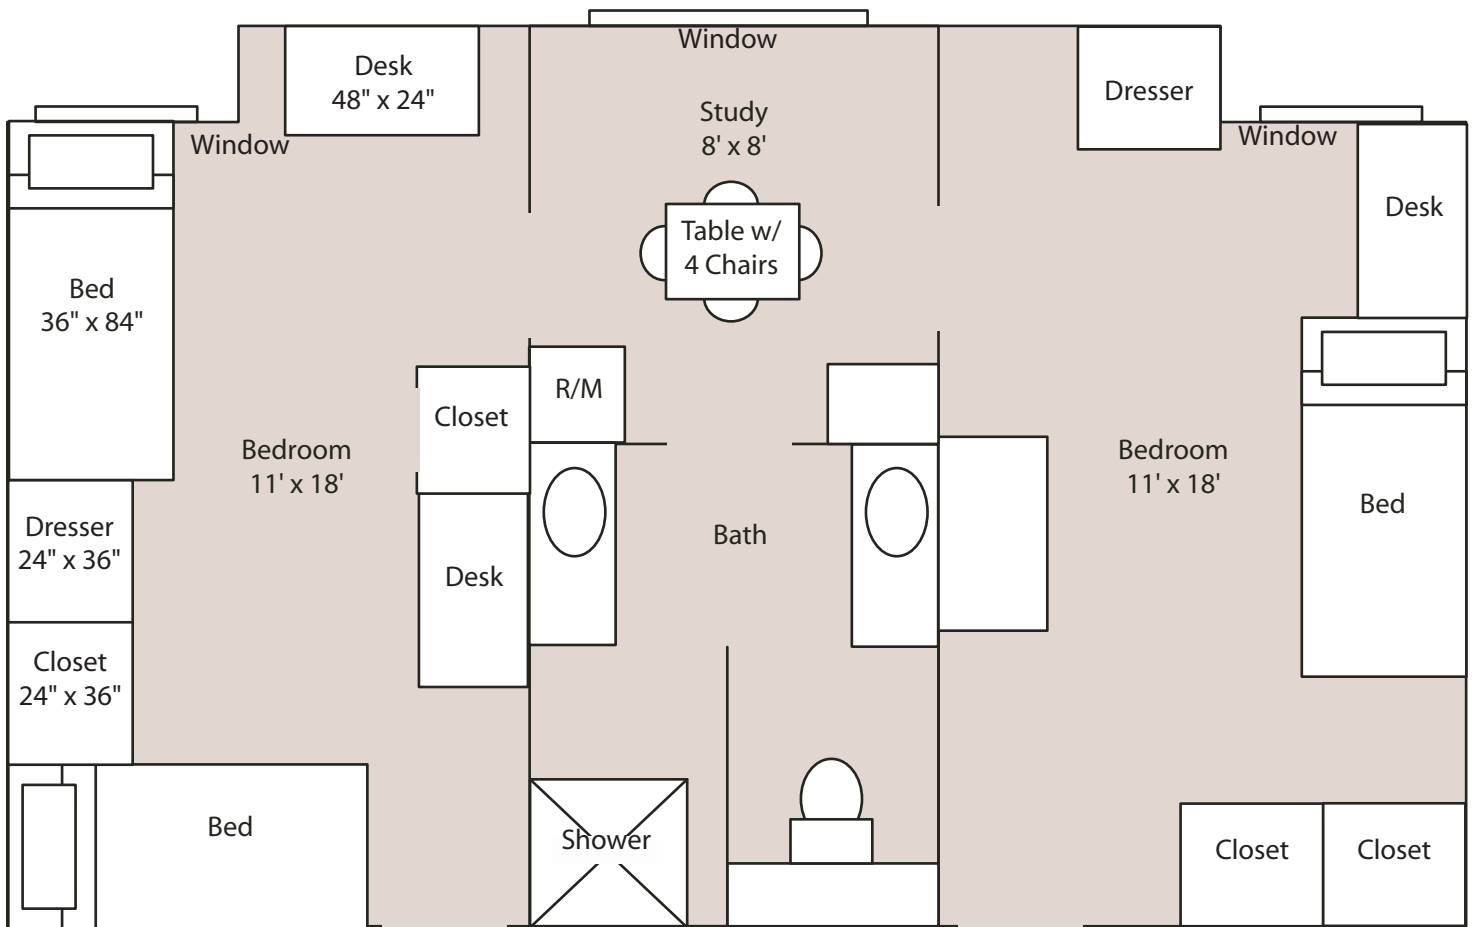 Window
Desk
48" x 24"
Study
8' x 8'
Dresser
Window
Window
Desk
Table w/
4 Chairs
Bed
36" x 84"
R/M
Closet
Bedroom
11' x 18'
Bedroom
11' x 18'
Bed
Dresser
24" x 36"
Bath
Desk
Closet
24" x 36"
Bed
Shower
Closet
Closet